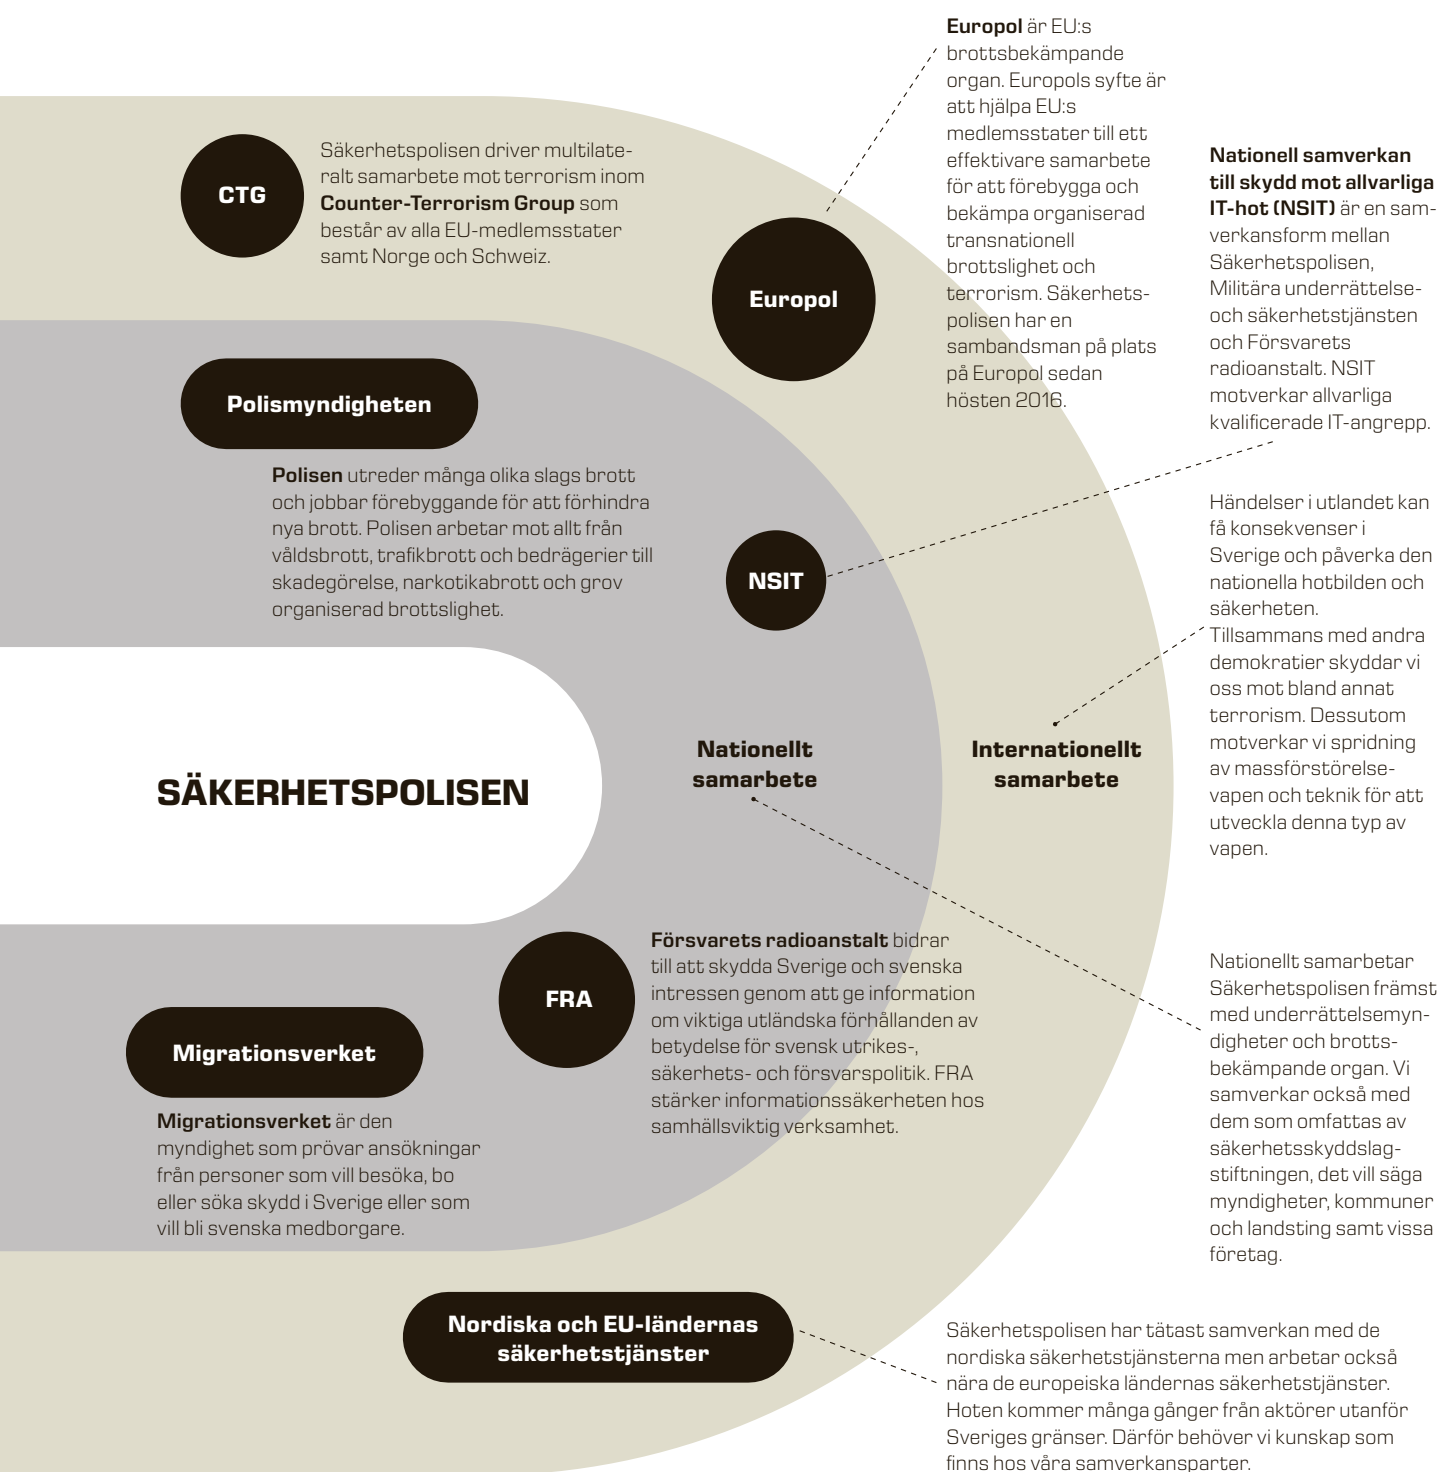 Europol är EU:s
brottsbekämpande
organ. Europols syfte är
att hjälpa EU:s
medlemsstater till ett
effektivare samarbete
för att förebygga och
bekämpa organiserad
transnationell
brottslighet och
terrorism. Säkerhets-
polisen har en
sambandsman på plats
på Europol sedan
hösten 2016.
CTG
Säkerhetspolisen driver multilate-
ralt samarbete mot terrorism inom
Counter-Terrorism Group som
består av alla EU-medlemsstater
samt Norge och Schweiz.
Europol
Nationell samverkan
till skydd mot allvarliga
IT-hot (NSIT) är en sam-
verkansform mellan
Säkerhetspolisen,
Militära underrättelse-
och säkerhetstjänsten
och Försvarets
radioanstalt. NSIT
motverkar allvarliga
kvalificerade IT-angrepp.
Polismyndigheten
Polisen utreder många olika slags brott
och jobbar förebyggande för att förhindra
nya brott. Polisen arbetar mot allt från
våldsbrott, trafikbrott och bedrägerier till
skadegörelse, narkotikabrott och grov
organiserad brottslighet.
NSIT
Händelser i utlandet kan
få konsekvenser i
Sverige och påverka den
nationella hotbilden och
säkerheten.
Tillsammans med andra
demokratier skyddar vi
oss mot bland annat
terrorism. Dessutom
motverkar vi spridning
av massförstörelse-
vapen och teknik för att
utveckla denna typ av
vapen.
SÄKERHETSPOLISEN
Nationellt
samarbete
Internationellt
samarbete
FRA
Försvarets radioanstalt bidrar
till att skydda Sverige och svenska
intressen genom att ge information
om viktiga utländska förhållanden av
betydelse för svensk utrikes-,
säkerhets- och försvarspolitik. FRA
stärker informationssäkerheten hos
samhällsviktig verksamhet.
Nationellt samarbetar
Säkerhetspolisen främst
med underrättelsemyn-
digheter och brotts-
bekämpande organ. Vi
samverkar också med
dem som omfattas av
säkerhetsskyddslag-
stiftningen, det vill säga
myndigheter, kommuner
och landsting samt vissa
företag.
Migrationsverket
Migrationsverket är den
myndighet som prövar ansökningar
från personer som vill besöka, bo
eller söka skydd i Sverige eller som
vill bli svenska medborgare.
Nordiska och EU-ländernas
säkerhetstjänster
Säkerhetspolisen har tätast samverkan med de
nordiska säkerhetstjänsterna men arbetar också
nära de europeiska ländernas säkerhetstjänster.
Hoten kommer många gånger från aktörer utanför
Sveriges gränser. Därför behöver vi kunskap som
finns hos våra samverkansparter.